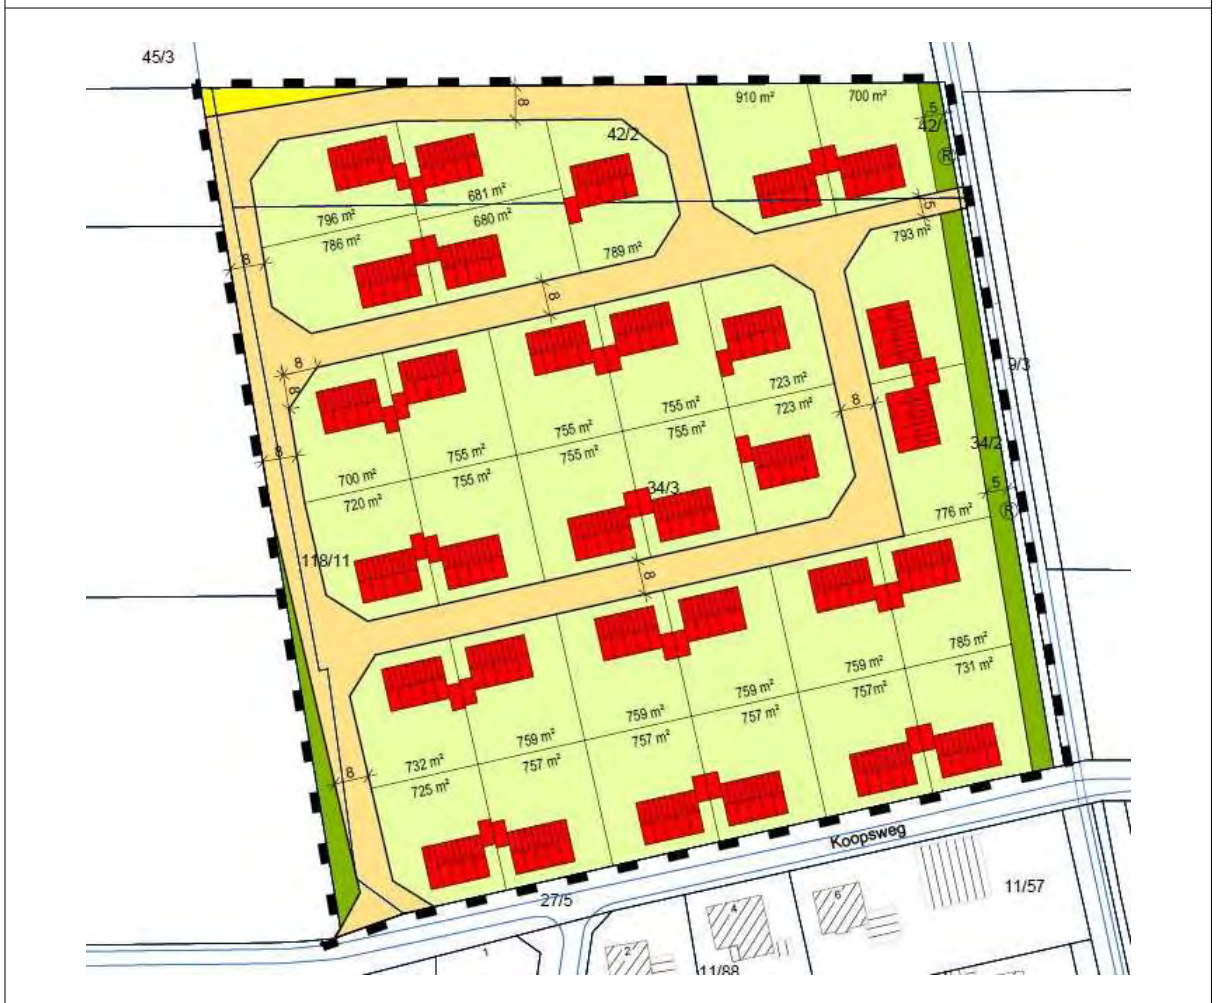 45/3
910 m²
700 m²
8
5
42/2
42/1
R
796 m²
681 m²
680 m²
786 m²
5
793 m²
789 m²
8
8
8
8
9/3
723 m²
723 m²
8
755 m²
755 m²
755 m²
755 m²
755 m²
755 m²
34/2
8
700 m²
720 m²
34/3
5
R
776 m²
118/11
8
785 m²
731 m²
759 m²
757m²
759 m²
757 m²
759 m²
757 m²
759 m²
757 m²
732 m²
725 m²
8
Koopsweg
27/5
11/57
6
4
2
1
11/88